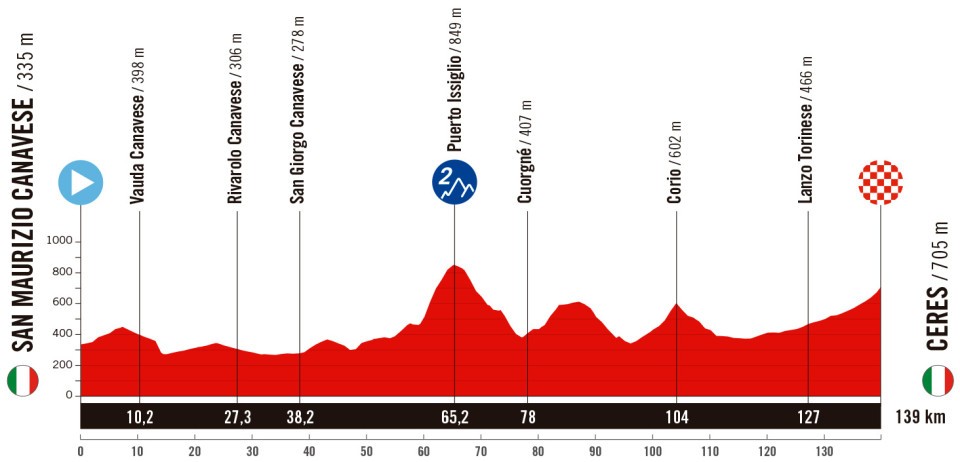 SAN MAURIZIO CANAVESE / 335 m
Vauda Canavese / 398 m
Rivarolo Canavese / 306 m
San Giorgo Canavese / 278 m
Puerto Issiglio / 849 m
2
Cuorgné / 407 m
Corio / 602 m
Lanzo Torinese / 466 m
CERES / 705 m
1000
800
600
400
200
0
10,2 27,3 38,2 65,2 78 104 127 139 km
0 10 20 30 40 50 60 70 80 90 100 110 120 130